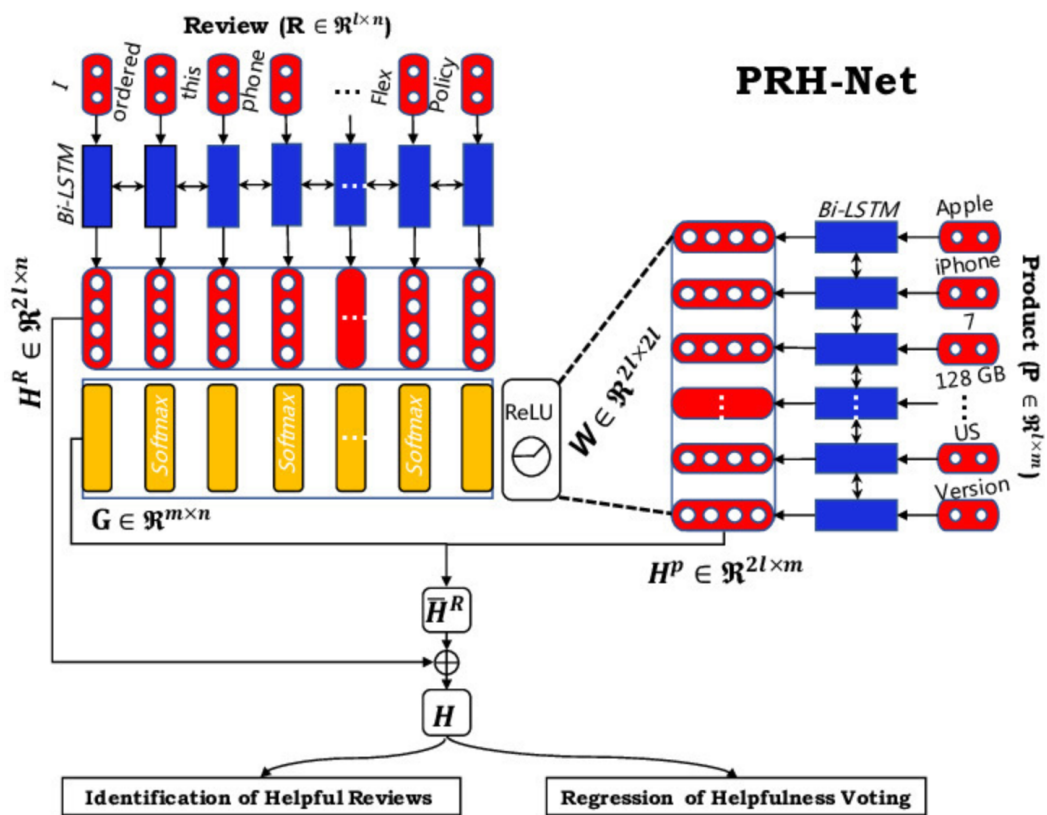 Review (R ∈ ℜ^{l×n})
I
ordered
this
phone
...
Flex
Policy
PRH-Net
Bi-LSTM
...
H^R ∈ ℜ^{2l×n}
...
Softmax
Softmax
...
Softmax
ReLU
G ∈ ℜ^{m×n}
W ∈ ℜ^{2l×2l}
Bi-LSTM
Apple
iPhone
7
128 GB
...
US
Version
Product (P ∈ ℜ^{l×m})
H^p ∈ ℜ^{2l×m}
H̅^R
H
Identification of Helpful Reviews
Regression of Helpfulness Voting